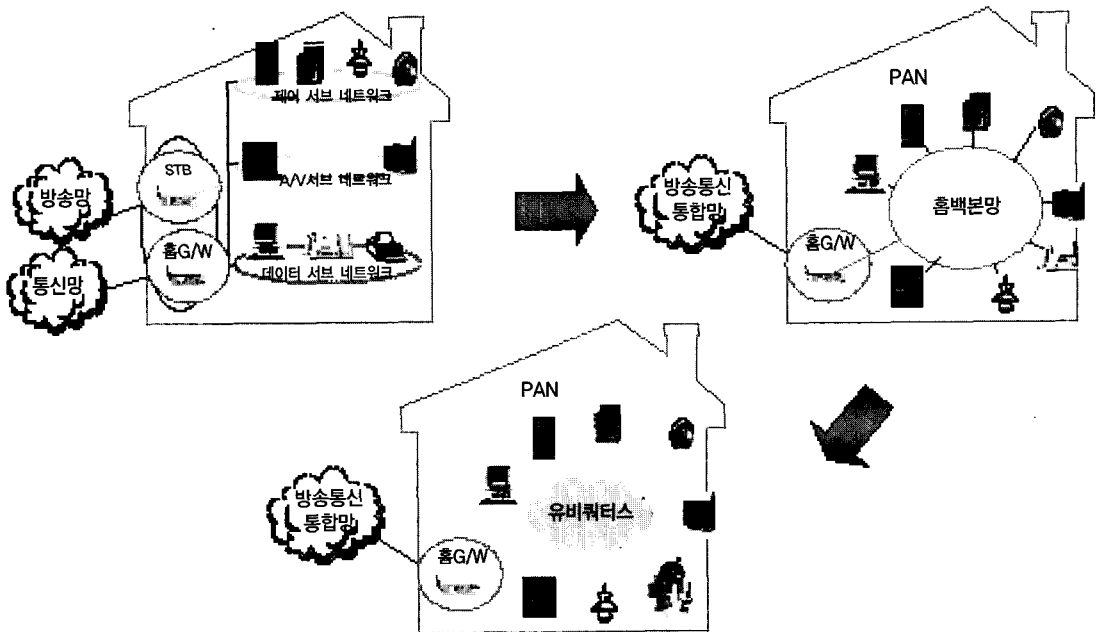 제어 서브 네트워크
STB
A/V서브 네트워크
방송망
홈G/W
데이터 서브 네트워크
통신망
PAN
방송통신
통합망
홈백본망
홈G/W
PAN
방송통신
통합망
유비쿼터스
홈G/W